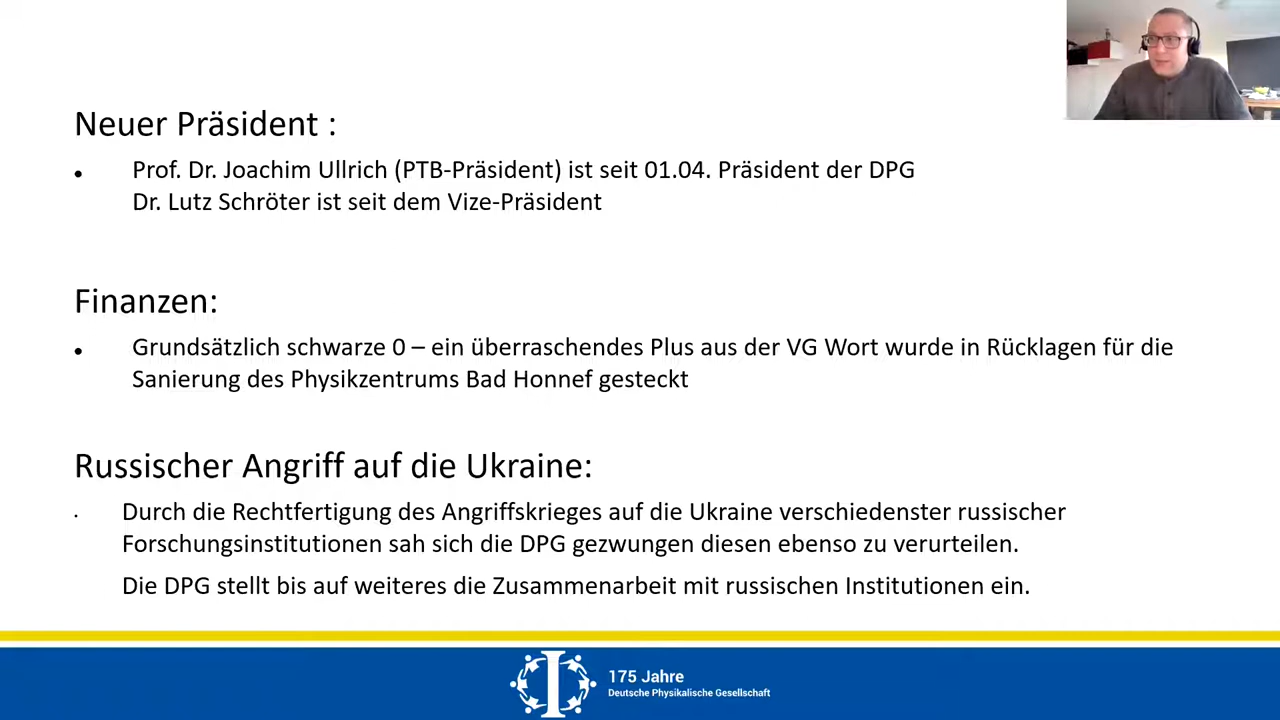 Neuer Präsident :
• Prof. Dr. Joachim Ullrich (PTB-Präsident) ist seit 01.04. Präsident der DPG
Dr. Lutz Schröter ist seit dem Vize-Präsident
Finanzen:
• Grundsätzlich schwarze 0 – ein überraschendes Plus aus der VG Wort wurde in Rücklagen für die
Sanierung des Physikzentrums Bad Honnef gesteckt
Russischer Angriff auf die Ukraine:
• Durch die Rechtfertigung des Angriffskrieges auf die Ukraine verschiedenster russischer
Forschungsinstitutionen sah sich die DPG gezwungen diesen ebenso zu verurteilen.
Die DPG stellt bis auf weiteres die Zusammenarbeit mit russischen Institutionen ein.
175 Jahre
Deutsche Physikalische Gesellschaft